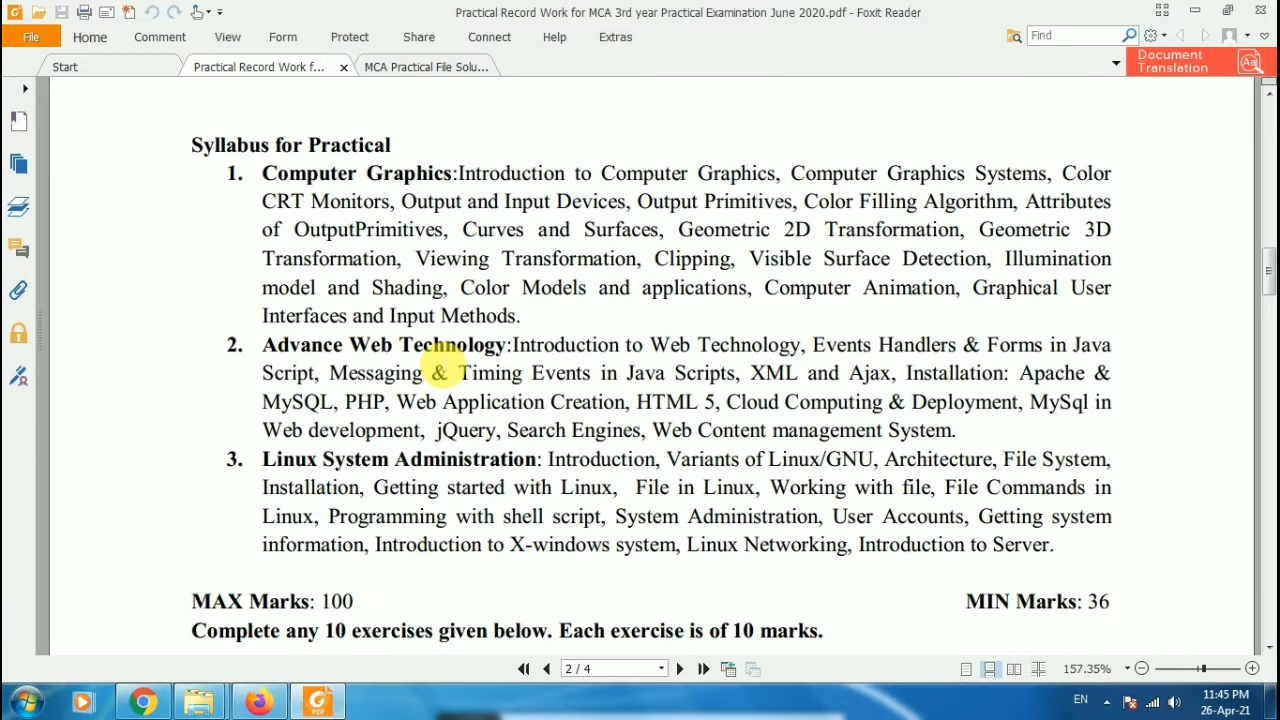 Practical Record Work for MCA 3rd year Practical Examination June 2020.pdf - Foxit Reader
File Home Comment View Form Protect Share Connect Help Extras Find
Start Practical Record Work for f... MCA Practical File Solu... Document Translation
Syllabus for Practical
1. Computer Graphics:Introduction to Computer Graphics, Computer Graphics Systems, Color
CRT Monitors, Output and Input Devices, Output Primitives, Color Filling Algorithm, Attributes
of OutputPrimitives, Curves and Surfaces, Geometric 2D Transformation, Geometric 3D
Transformation, Viewing Transformation, Clipping, Visible Surface Detection, Illumination
model and Shading, Color Models and applications, Computer Animation, Graphical User
Interfaces and Input Methods.
2. Advance Web Technology:Introduction to Web Technology, Events Handlers & Forms in Java
Script, Messaging & Timing Events in Java Scripts, XML and Ajax, Installation: Apache &
MySQL, PHP, Web Application Creation, HTML 5, Cloud Computing & Deployment, MySql in
Web development, jQuery, Search Engines, Web Content management System.
3. Linux System Administration: Introduction, Variants of Linux/GNU, Architecture, File System,
Installation, Getting started with Linux, File in Linux, Working with file, File Commands in
Linux, Programming with shell script, System Administration, User Accounts, Getting system
information, Introduction to X-windows system, Linux Networking, Introduction to Server.
MAX Marks: 100 MIN Marks: 36
Complete any 10 exercises given below. Each exercise is of 10 marks.
2 / 4 157.35%
EN 11:45 PM
26-Apr-21